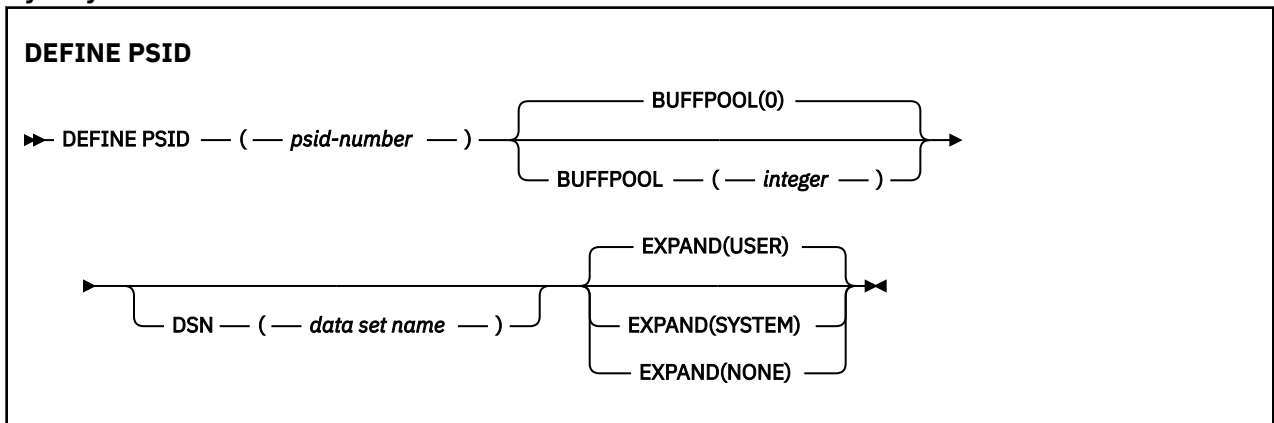 DEFINE PSID
BUFFPOOL(0)
DEFINE PSID ( psid-number )
BUFFPOOL ( integer )
EXPAND(USER)
DSN ( data set name )
EXPAND(SYSTEM)
EXPAND(NONE)